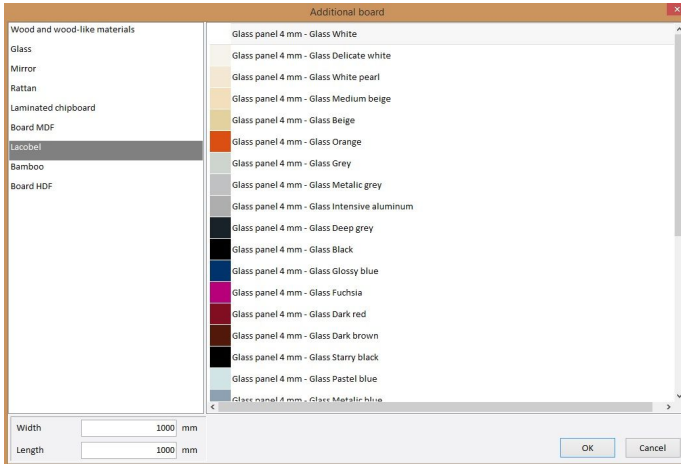 Additional board
Wood and wood-like materials
Glass
Mirror
Rattan
Laminated chipboard
Board MDF
Lacobel
Bamboo
Board HDF
Glass panel 4 mm - Glass White
Glass panel 4 mm - Glass Delicate white
Glass panel 4 mm - Glass White pearl
Glass panel 4 mm - Glass Medium beige
Glass panel 4 mm - Glass Beige
Glass panel 4 mm - Glass Orange
Glass panel 4 mm - Glass Grey
Glass panel 4 mm - Glass Metalic grey
Glass panel 4 mm - Glass Intensive aluminum
Glass panel 4 mm - Glass Deep grey
Glass panel 4 mm - Glass Black
Glass panel 4 mm - Glass Glossy blue
Glass panel 4 mm - Glass Fuchsia
Glass panel 4 mm - Glass Dark red
Glass panel 4 mm - Glass Dark brown
Glass panel 4 mm - Glass Starry black
Glass panel 4 mm - Glass Pastel blue
Glass panel 4 mm - Glass Metalic blue
Width 1000 mm
Length 1000 mm
OK Cancel